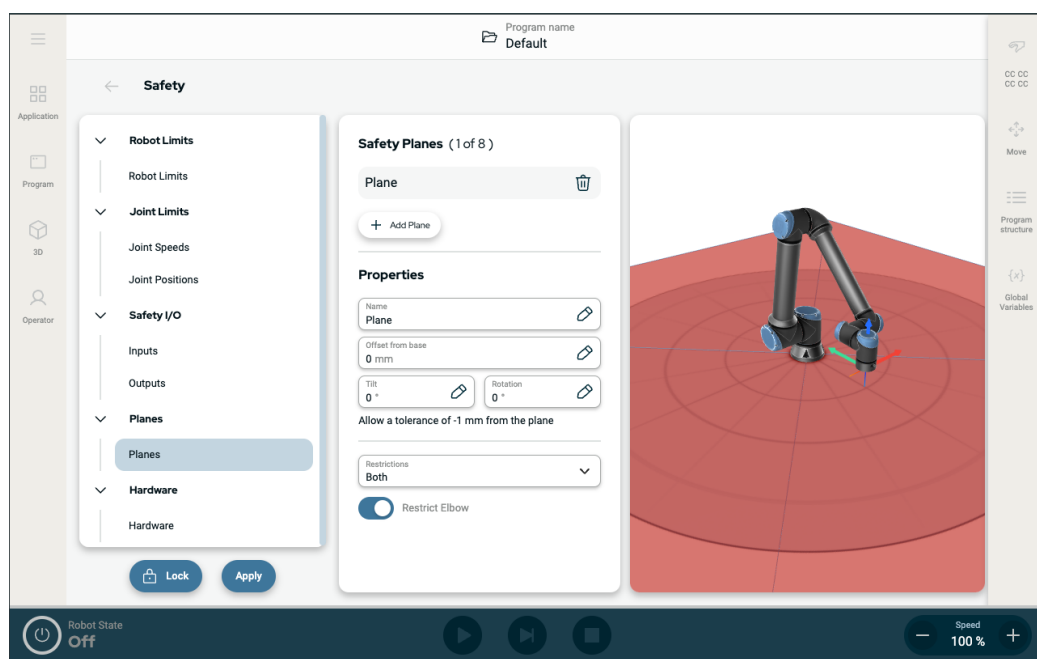 Program name
Default
Safety
Application
Program
3D
Operator
Robot Limits
Robot Limits
Joint Limits
Joint Speeds
Joint Positions
Safety I/O
Inputs
Outputs
Planes
Planes
Hardware
Hardware
Lock
Apply
Safety Planes (1 of 8)
Plane
+ Add Plane
Properties
Name
Plane
Offset from base
0 mm
Tilt
0 °
Rotation
0 °
Allow a tolerance of -1 mm from the plane
Restrictions
Both
Restrict Elbow
CC CC
CC CC
Move
Program
structure
{x}
Global
Variables
Robot State
Off
Speed
100 %